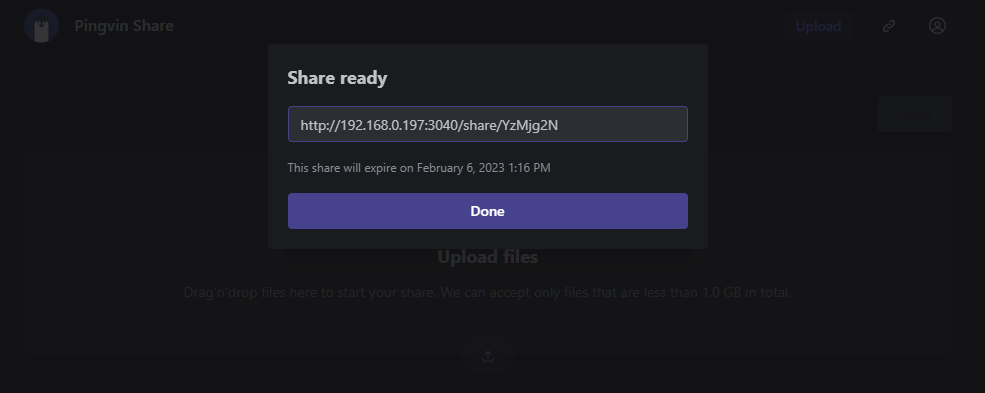 Pingvin Share
Upload
Share ready
Share
http://192.168.0.197:3040/share/YzMjg2N
This share will expire on February 6, 2023 1:16 PM
Done
Upload files
Drag'n'drop files here to start your share. We can accept only files that are less than 1.0 GB in total.